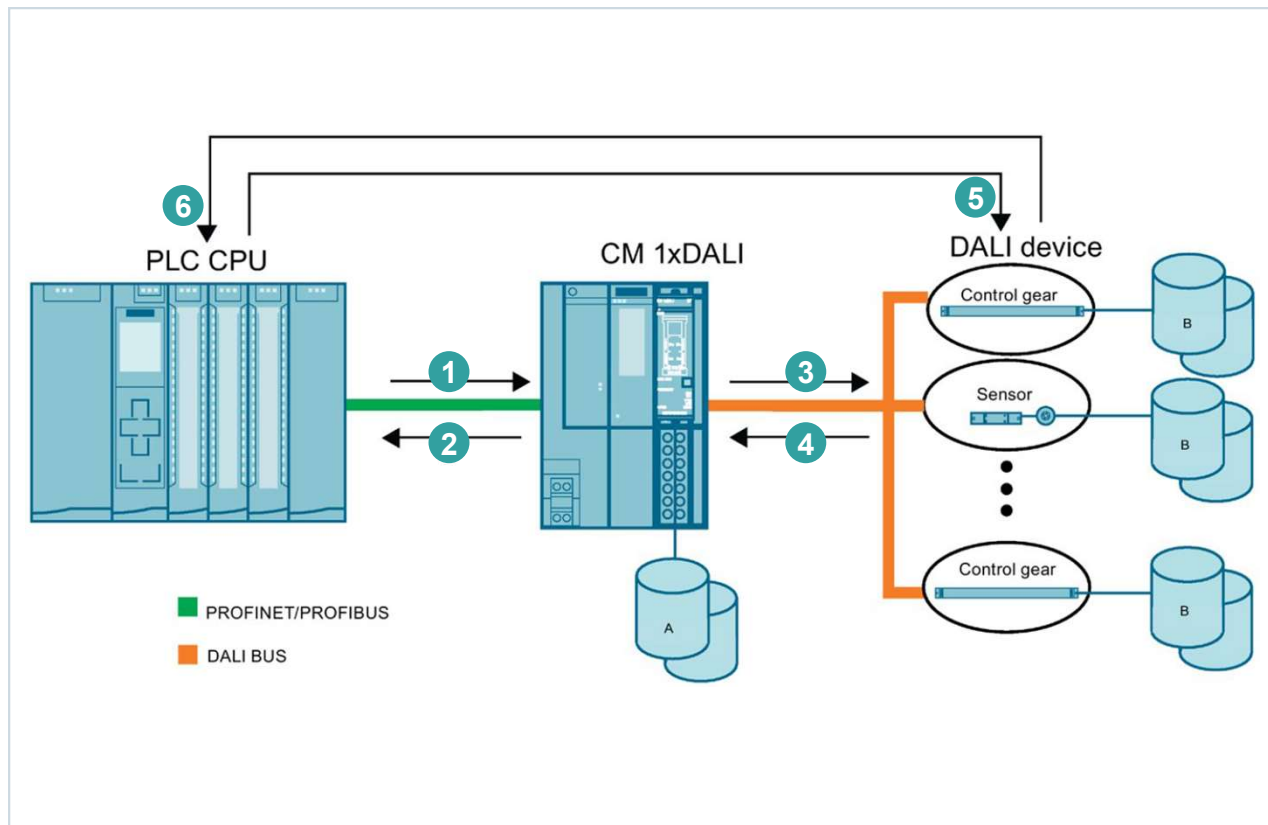 6
5
PLC CPU
CM 1xDALI
DALI device
Control gear
B
1
3
Sensor
2
4
B
Control gear
PROFINET/PROFIBUS
A
B
DALI BUS